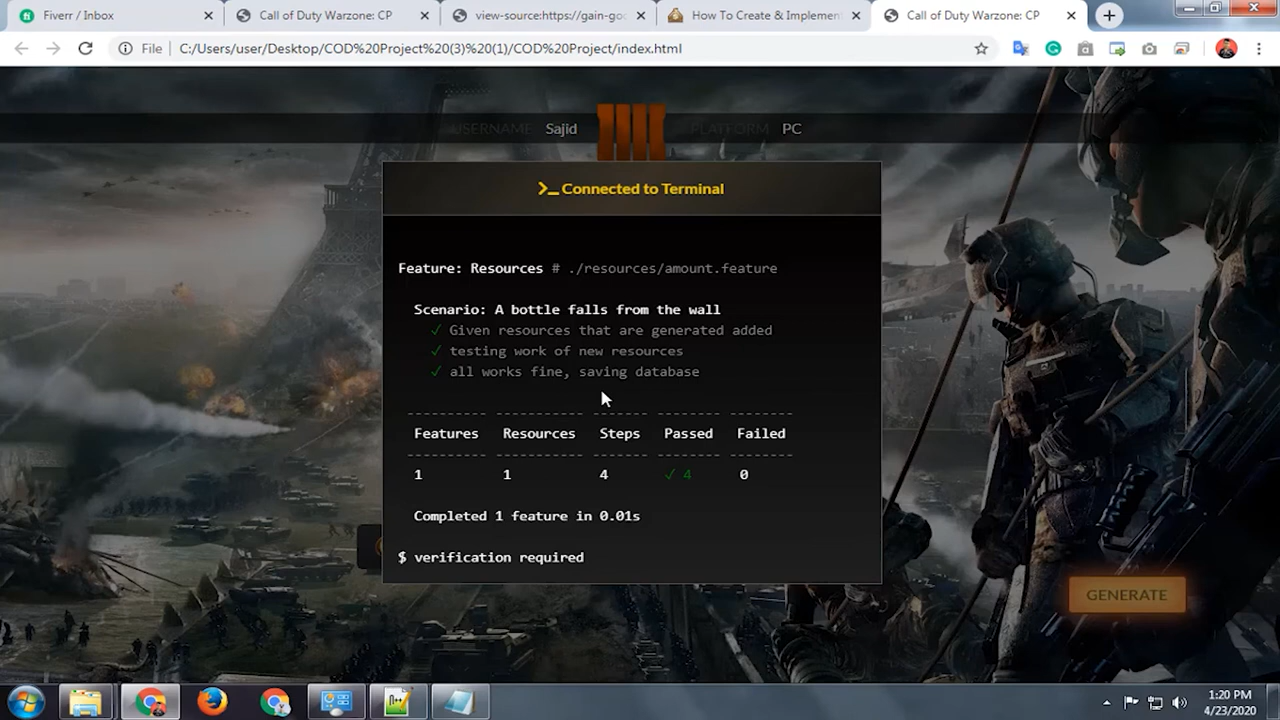 Fiverr / Inbox
Call of Duty Warzone: CP
view-source:https://gain-go
How To Create & Implemen
Call of Duty Warzone: CP
File
C:/Users/user/Desktop/COD%20Project%20(3)%20(1)/COD%20Project/index.html
USERNAME Sajid PLATFORM PC
>_ Connected to Terminal
Feature: Resources # ./resources/amount.feature
Scenario: A bottle falls from the wall
✓ Given resources that are generated added
✓ testing work of new resources
✓ all works fine, saving database
Features Resources Steps Passed Failed
1 1 4 ✓ 4 0
Completed 1 feature in 0.01s
$ verification required
GENERATE
1:20 PM
4/23/2020